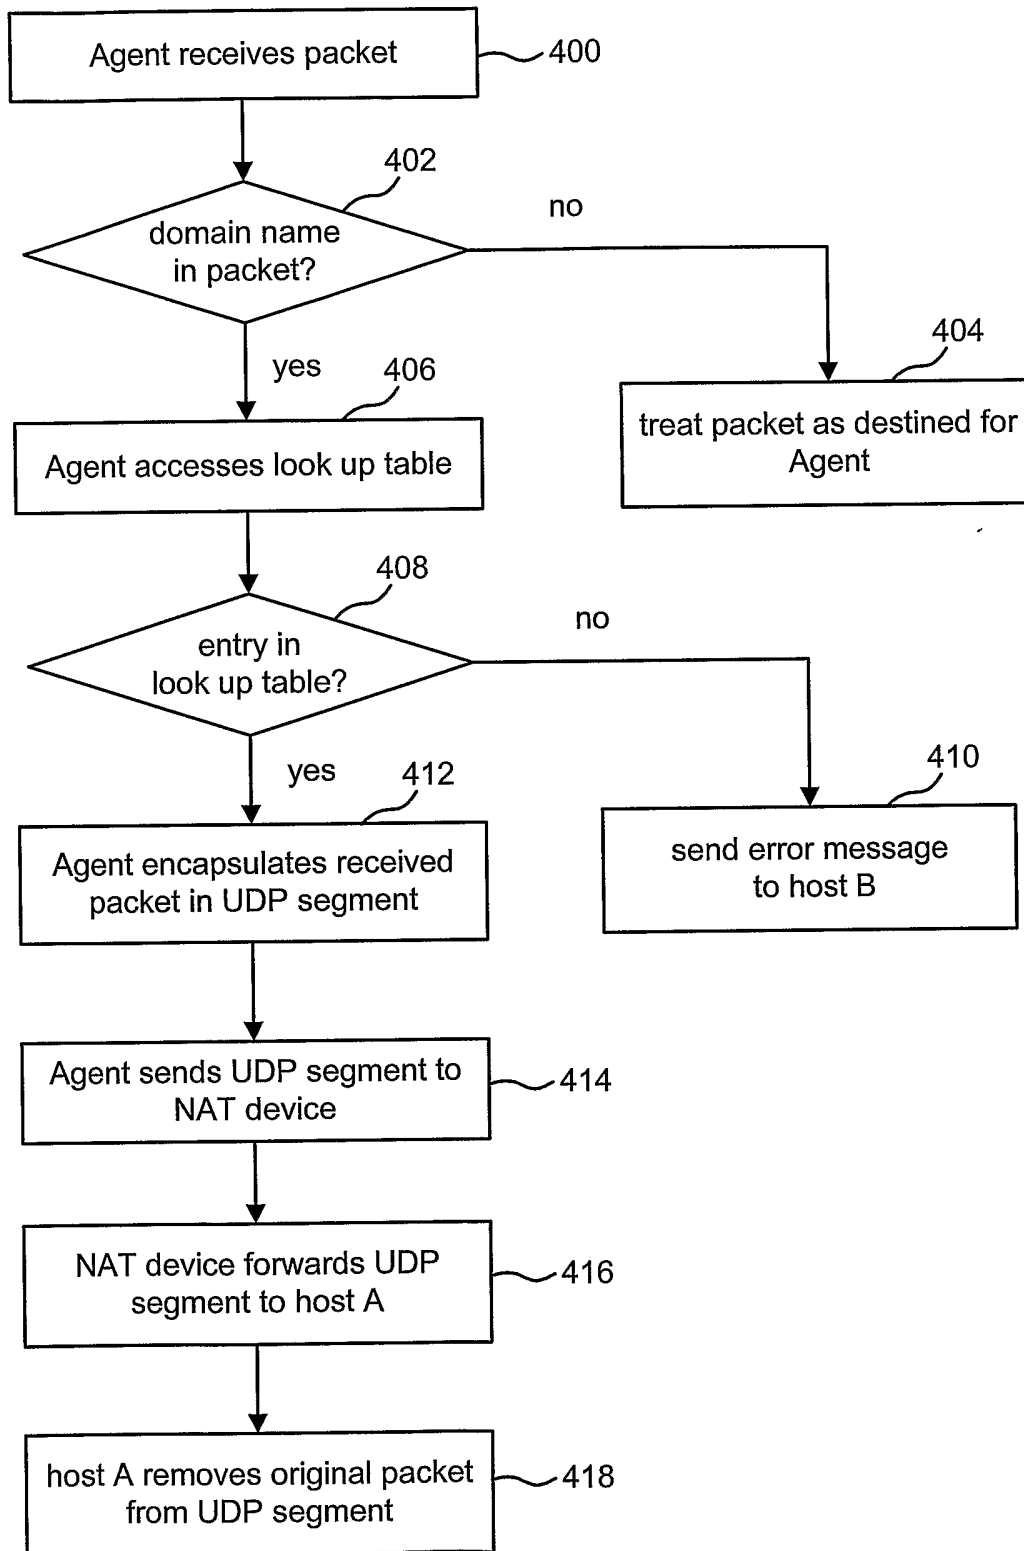 Agent receives packet
400
402
domain name
in packet?
no
yes
404
treat packet as destined for
Agent
406
Agent accesses look up table
408
entry in
look up table?
no
yes
410
send error message
to host B
412
Agent encapsulates received
packet in UDP segment
Agent sends UDP segment to
NAT device
414
NAT device forwards UDP
segment to host A
416
host A removes original packet
from UDP segment
418